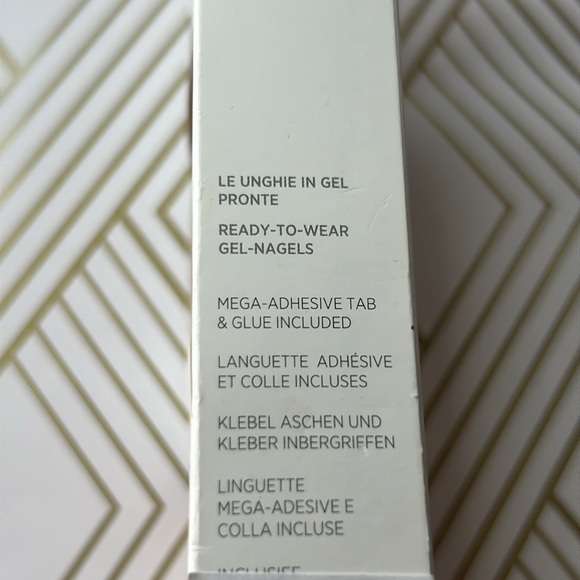 LE UNGHIE IN GEL
PRONTE
READY-TO-WEAR
GEL-NAGELS
MEGA-ADHESIVE TAB
& GLUE INCLUDED
LANGUETTE ADHÉSIVE
ET COLLE INCLUSES
KLEBEL ASCHEN UND
KLEBER INBERGRIFFEN
LINGUETTE
MEGA-ADESIVE E
COLLA INCLUSE
INCLUSIEF